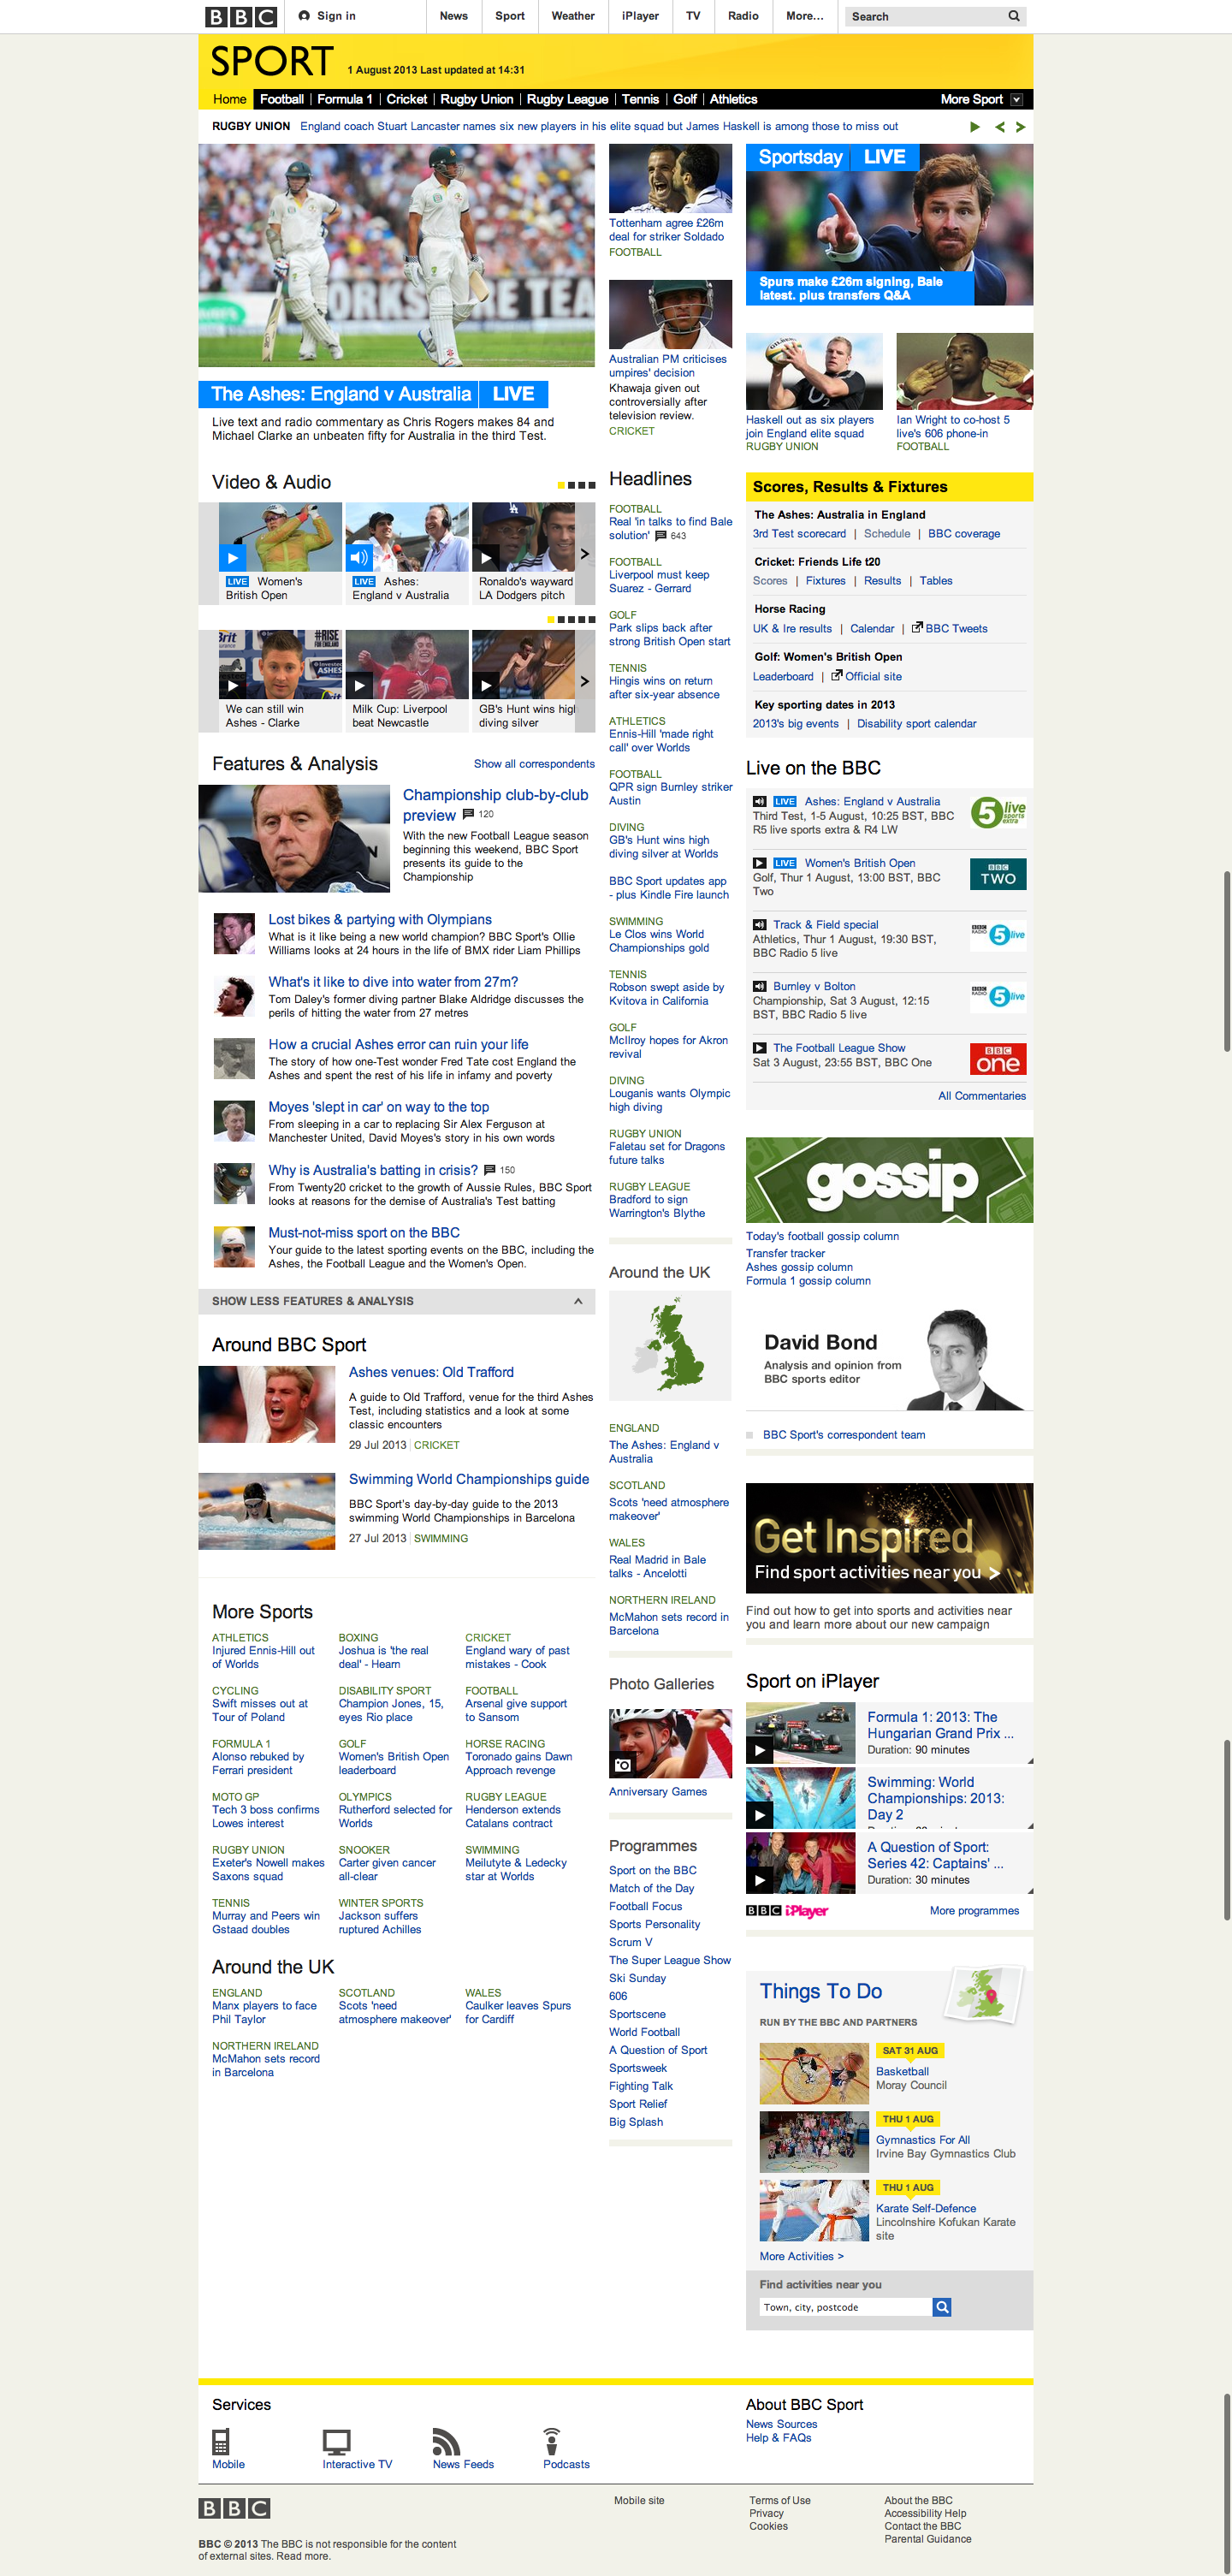 BBC
Sign in
News
Sport
Weather
iPlayer
TV
Radio
More...
Search
SPORT
1 August 2013 Last updated at 14:31
Home
Football
Formula 1
Cricket
Rugby Union
Rugby League
Tennis
Golf
Athletics
More Sport
RUGBY UNION England coach Stuart Lancaster names six new players in his elite squad but James Haskell is among those to miss out
The Ashes: England v Australia LIVE
Live text and radio commentary as Chris Rogers makes 84 and
Michael Clarke an unbeaten fifty for Australia in the third Test.
Tottenham agree £26m
deal for striker Soldado
FOOTBALL
Australian PM criticises
umpires' decision
Khawaja given out
controversially after
television review.
CRICKET
Sportsday LIVE
Spurs make £26m signing, Bale
latest. plus transfers Q&A
Haskell out as six players
join England elite squad
RUGBY UNION
Ian Wright to co-host 5
live's 606 phone-in
FOOTBALL
Video & Audio
LIVE Women's
British Open
LIVE Ashes:
England v Australia
Ronaldo's wayward
LA Dodgers pitch
We can still win
Ashes - Clarke
Milk Cup: Liverpool
beat Newcastle
GB's Hunt wins high
diving silver
Features & Analysis
Show all correspondents
Championship club-by-club
preview 120
With the new Football League season
beginning this weekend, BBC Sport
presents its guide to the
Championship
Lost bikes & partying with Olympians
What is it like being a new world champion? BBC Sport's Ollie
Williams looks at 24 hours in the life of BMX rider Liam Phillips
What's it like to dive into water from 27m?
Tom Daley's former diving partner Blake Aldridge discusses the
perils of hitting the water from 27 metres
How a crucial Ashes error can ruin your life
The story of how one-Test wonder Fred Tate cost England the
Ashes and spent the rest of his life in infamy and poverty
Moyes 'slept in car' on way to the top
From sleeping in a car to replacing Sir Alex Ferguson at
Manchester United, David Moyes's story in his own words
Why is Australia's batting in crisis? 150
From Twenty20 cricket to the growth of Aussie Rules, BBC Sport
looks at reasons for the demise of Australia's Test batting
Must-not-miss sport on the BBC
Your guide to the latest sporting events on the BBC, including the
Ashes, the Football League and the Women's Open.
SHOW LESS FEATURES & ANALYSIS
Around BBC Sport
Ashes venues: Old Trafford
A guide to Old Trafford, venue for the third Ashes
Test, including statistics and a look at some
classic encounters
29 Jul 2013 CRICKET
Swimming World Championships guide
BBC Sport's day-by-day guide to the 2013
swimming World Championships in Barcelona
27 Jul 2013 SWIMMING
More Sports
ATHLETICS
Injured Ennis-Hill out
of Worlds
BOXING
Joshua is 'the real
deal' - Hearn
CRICKET
England wary of past
mistakes - Cook
CYCLING
Swift misses out at
Tour of Poland
DISABILITY SPORT
Champion Jones, 15,
eyes Rio place
FOOTBALL
Arsenal give support
to Sansom
FORMULA 1
Alonso rebuked by
Ferrari president
GOLF
Women's British Open
leaderboard
HORSE RACING
Toronado gains Dawn
Approach revenge
MOTO GP
Tech 3 boss confirms
Lowes interest
OLYMPICS
Rutherford selected for
Worlds
RUGBY LEAGUE
Henderson extends
Catalans contract
RUGBY UNION
Exeter's Nowell makes
Saxons squad
SNOOKER
Carter given cancer
all-clear
SWIMMING
Meilutyte & Ledecky
star at Worlds
TENNIS
Murray and Peers win
Gstaad doubles
WINTER SPORTS
Jackson suffers
ruptured Achilles
Around the UK
ENGLAND
Manx players to face
Phil Taylor
SCOTLAND
Scots 'need
atmosphere makeover'
WALES
Caulker leaves Spurs
for Cardiff
NORTHERN IRELAND
McMahon sets record
in Barcelona
Headlines
FOOTBALL
Real 'in talks to find Bale
solution' 643
FOOTBALL
Liverpool must keep
Suarez - Gerrard
GOLF
Park slips back after
strong British Open start
TENNIS
Hingis wins on return
after six-year absence
ATHLETICS
Ennis-Hill 'made right
call' over Worlds
FOOTBALL
QPR sign Burnley striker
Austin
DIVING
GB's Hunt wins high
diving silver at Worlds
BBC Sport updates app
- plus Kindle Fire launch
SWIMMING
Le Clos wins World
Championships gold
TENNIS
Robson swept aside by
Kvitova in California
GOLF
McIlroy hopes for Akron
revival
DIVING
Louganis wants Olympic
high diving
RUGBY UNION
Faletau set for Dragons
future talks
RUGBY LEAGUE
Bradford to sign
Warrington's Blythe
Around the UK
ENGLAND
The Ashes: England v
Australia
SCOTLAND
Scots 'need atmosphere
makeover'
WALES
Real Madrid in Bale
talks - Ancelotti
NORTHERN IRELAND
McMahon sets record in
Barcelona
Photo Galleries
Anniversary Games
Programmes
Sport on the BBC
Match of the Day
Football Focus
Sports Personality
Scrum V
The Super League Show
Ski Sunday
606
Sportscene
World Football
A Question of Sport
Sportsweek
Fighting Talk
Sport Relief
Big Splash
Scores, Results & Fixtures
The Ashes: Australia in England
3rd Test scorecard | Schedule | BBC coverage
Cricket: Friends Life t20
Scores | Fixtures | Results | Tables
Horse Racing
UK & Ire results | Calendar | BBC Tweets
Golf: Women's British Open
Leaderboard | Official site
Key sporting dates in 2013
2013's big events | Disability sport calendar
Live on the BBC
LIVE Ashes: England v Australia
Third Test, 1-5 August, 10:25 BST, BBC
R5 live sports extra & R4 LW
5 live sports extra
LIVE Women's British Open
Golf, Thur 1 August, 13:00 BST, BBC
Two
BBC TWO
Track & Field special
Athletics, Thur 1 August, 19:30 BST,
BBC Radio 5 live
BBC RADIO 5 live
Burnley v Bolton
Championship, Sat 3 August, 12:15
BST, BBC Radio 5 live
BBC RADIO 5 live
The Football League Show
Sat 3 August, 23:55 BST, BBC One
BBC one
All Commentaries
gossip
Today's football gossip column
Transfer tracker
Ashes gossip column
Formula 1 gossip column
David Bond
Analysis and opinion from
BBC sports editor
BBC Sport's correspondent team
Get Inspired
Find sport activities near you >
Find out how to get into sports and activities near
you and learn more about our new campaign
Sport on iPlayer
Formula 1: 2013: The
Hungarian Grand Prix ...
Duration: 90 minutes
Swimming: World
Championships: 2013:
Day 2
A Question of Sport:
Series 42: Captains' ...
Duration: 30 minutes
BBC iPlayer
More programmes
Things To Do
RUN BY THE BBC AND PARTNERS
SAT 31 AUG
Basketball
Moray Council
THU 1 AUG
Gymnastics For All
Irvine Bay Gymnastics Club
THU 1 AUG
Karate Self-Defence
Lincolnshire Kofukan Karate
site
More Activities >
Find activities near you
Town, city, postcode
Services
Mobile
Interactive TV
News Feeds
Podcasts
About BBC Sport
News Sources
Help & FAQs
BBC
BBC © 2013 The BBC is not responsible for the content
of external sites. Read more.
Mobile site
Terms of Use
Privacy
Cookies
About the BBC
Accessibility Help
Contact the BBC
Parental Guidance